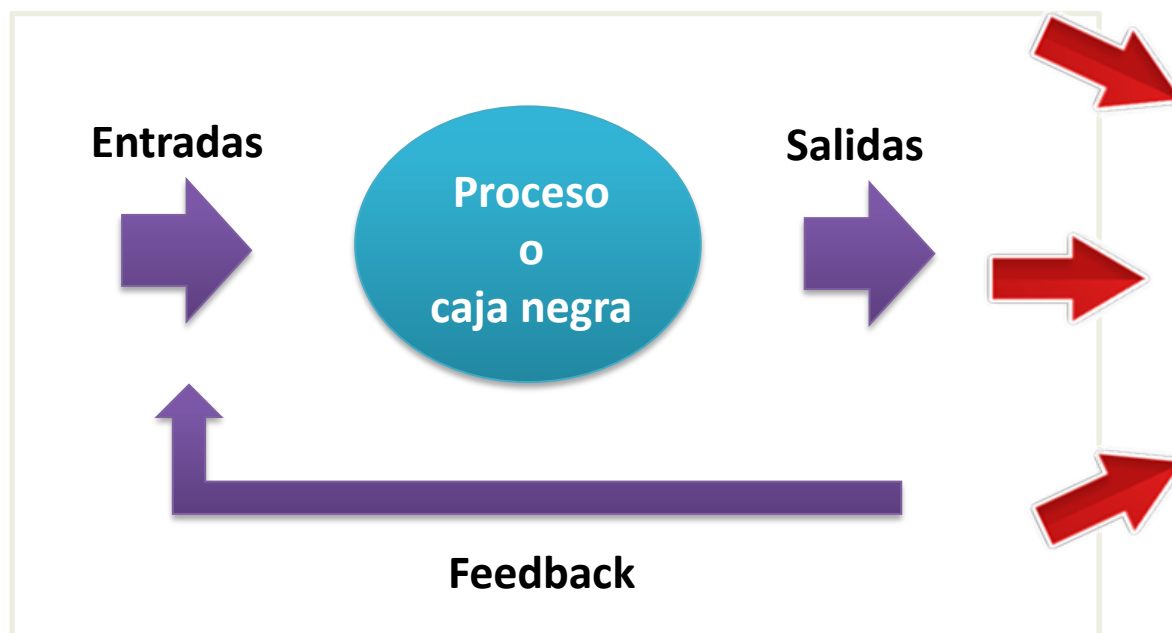 Entradas
Salidas
Proceso
o
caja negra
Feedback